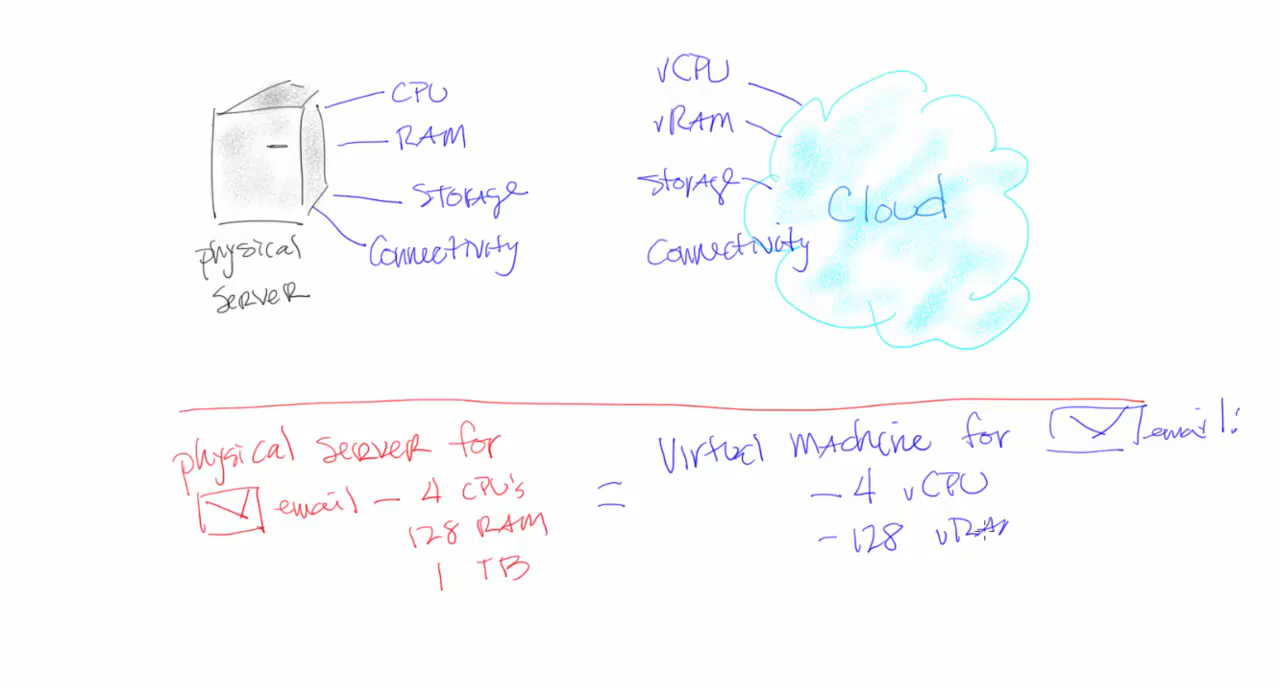 CPU
RAM
Storage
Connectivity
physical
server
vCPU
vRAM
Storage
Connectivity
Cloud
physical server for
email – 4 CPU's
128 RAM
1 TB
=
Virtual machine for email:
– 4 vCPU
– 128 vRA